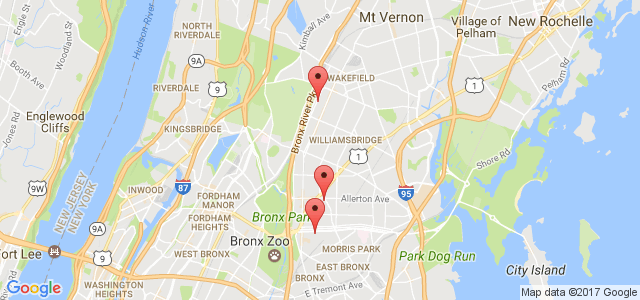 NORTH
RIVERDALE
Mt Vernon
Village of
Pelham
New Rochelle
Engle St
Woodland St
Hudson River
Kimball Ave
9A
9A
9
RIVERDALE
WAKEFIELD
1
Pelham Rd
Booth Ave
Englewood
Cliffs
Jones Rd
KINGSBRIDGE
9
Bronx River Pk
WILLIAMSBRIDGE
1
Shore Rd
9W
INWOOD
87
95
NEW JERSEY
NEW YORK
FORDHAM
MANOR
Allerton Ave
FORDHAM
HEIGHTS
Bronx Park
Bronx Zoo
WEST BRONX
MORRIS PARK
Park Dog Run
Fort Lee
EAST BRONX
City Island
WASHINGTON
HEIGHTS
BRONX
E Tremont Ave
Google
Map data ©2017 Google